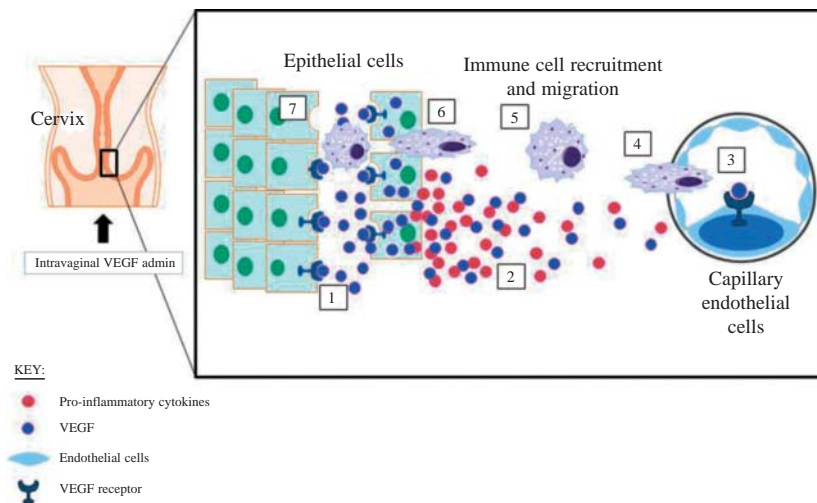 Epithelial cells
Immune cell recruitment
and migration
Cervix
7
6
5
4
3
Intravaginal VEGF admin
1
2
Capillary
endothelial
cells
KEY:
Pro-inflammatory cytokines
VEGF
Endothelial cells
VEGF receptor